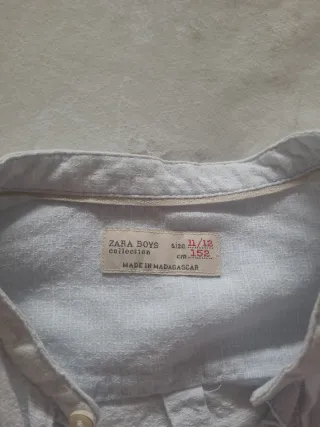 ZARA BOYS size 11/12
collection cm 152
MADE IN MADAGASCAR